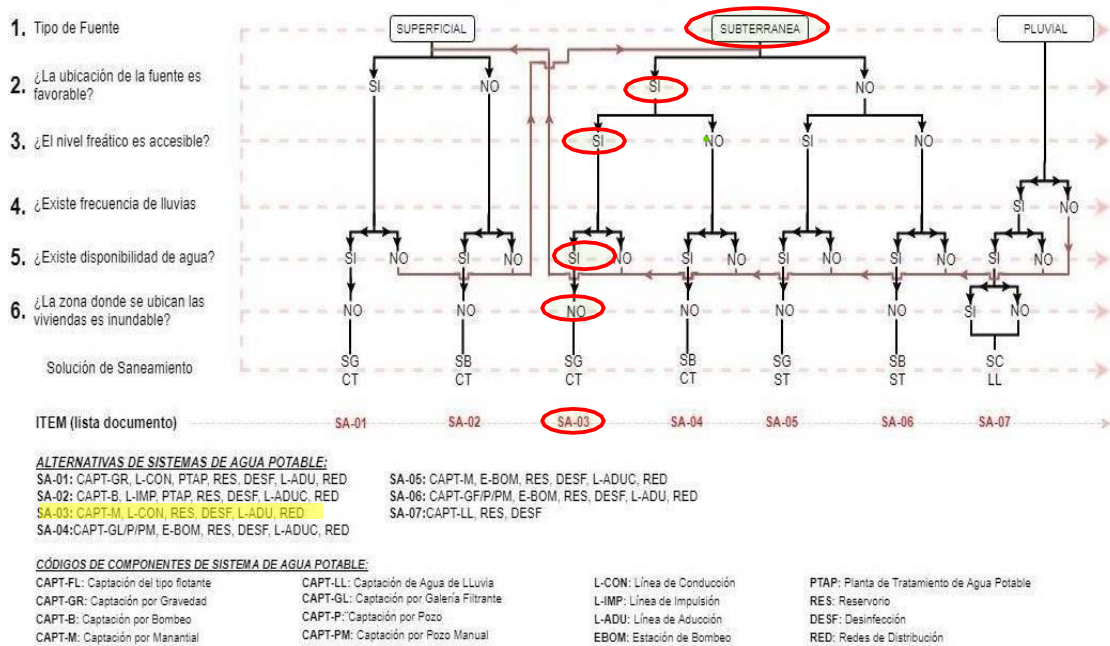 1. Tipo de Fuente SUPERFICIAL SUBTERRANEA PLUVIAL
2. ¿La ubicación de la fuente es
favorable? SI NO SI NO
3. ¿El nivel freático es accesible? SI NO SI NO
4. ¿Existe frecuencia de lluvias SI NO
5. ¿Existe disponibilidad de agua? SI NO SI NO SI NO SI NO SI NO SI NO SI NO
6. ¿La zona donde se ubican las
viviendas es inundable? NO NO NO NO NO NO SI NO
Solución de Saneamiento SG SB SG SB SG SB SC
CT CT CT CT ST ST LL
ITEM (lista documento) SA-01 SA-02 SA-03 SA-04 SA-05 SA-06 SA-07
ALTERNATIVAS DE SISTEMAS DE AGUA POTABLE:
SA-01: CAPT-GR, L-CON, PTAP, RES, DESF, L-ADU, RED
SA-02: CAPT-B, L-IMP, PTAP, RES, DESF, L-ADUC, RED
SA-03: CAPT-M, L-CON, RES, DESF, L-ADU, RED
SA-04:CAPT-GL/P/PM, E-BOM, RES, DESF, L-ADUC, RED
SA-05: CAPT-M, E-BOM, RES, DESF, L-ADUC, RED
SA-06: CAPT-GF/P/PM, E-BOM, RES, DESF, L-ADU, RED
SA-07:CAPT-LL, RES, DESF
CÓDIGOS DE COMPONENTES DE SISTEMA DE AGUA POTABLE:
CAPT-FL: Captación del tipo flotante
CAPT-GR: Captación por Gravedad
CAPT-B: Captación por Bombeo
CAPT-M: Captación por Manantial
CAPT-LL: Captación de Agua de LLuvia
CAPT-GL: Captación por Galería Filtrante
CAPT-P: Captación por Pozo
CAPT-PM: Captación por Pozo Manual
L-CON: Línea de Conducción
L-IMP: Línea de Impulsión
L-ADU: Línea de Aducción
EBOM: Estación de Bombeo
PTAP: Planta de Tratamiento de Agua Potable
RES: Reservorio
DESF: Desinfección
RED: Redes de Distribución